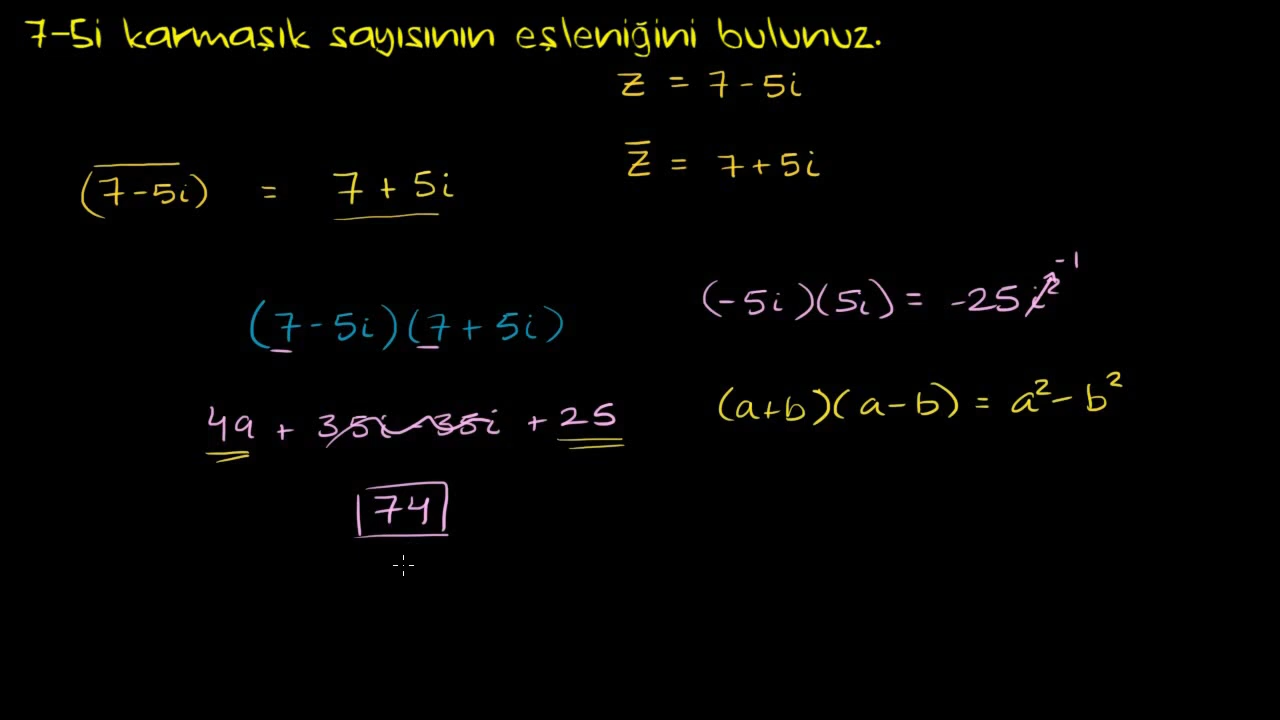 7-5i karmaşık sayısının eşleniğini bulunuz.
z = 7 - 5i
z̅ = 7 + 5i
(7 - 5i)̅ = 7 + 5i
(7 - 5i)(7 + 5i)
(-5i)(5i) = -25i² -1
49 + 35i - 35i + 25
(a+b)(a-b) = a² - b²
74